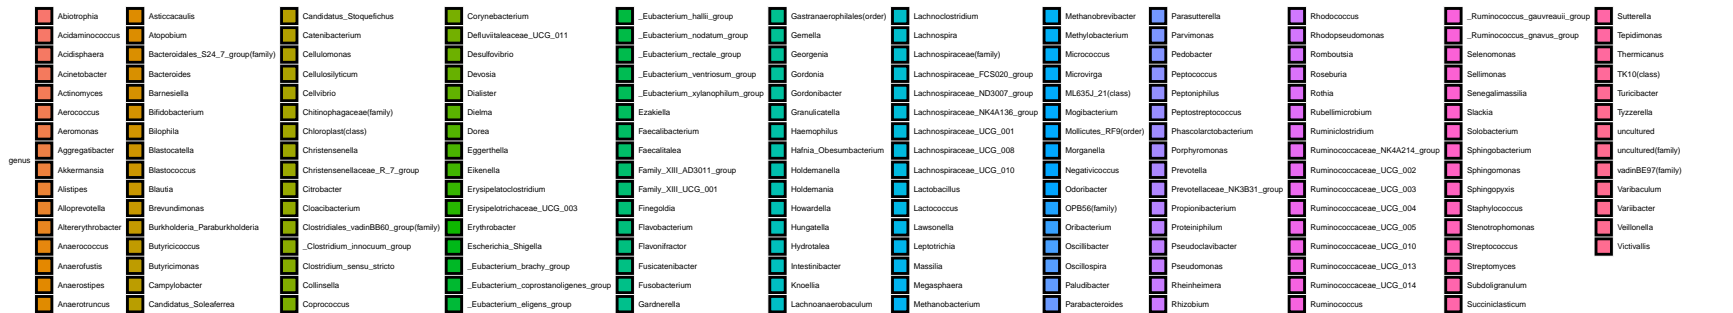 genus
Abiotrophia
Acidaminococcus
Acidisphaera
Acinetobacter
Actinomyces
Aerococcus
Aeromonas
Aggregatibacter
Akkermansia
Alistipes
Alloprevotella
Altererythrobacter
Anaerococcus
Anaerofustis
Anaerostipes
Anaerotruncus
Asticcacaulis
Atopobium
Bacteroidales_S24_7_group(family)
Bacteroides
Barnesiella
Bifidobacterium
Bilophila
Blastocatella
Blastococcus
Blautia
Brevundimonas
Burkholderia_Paraburkholderia
Butyricicoccus
Butyricimonas
Campylobacter
Candidatus_Soleaferrea
Candidatus_Stoquefichus
Catenibacterium
Cellulomonas
Cellulosilyticum
Cellvibrio
Chitinophagaceae(family)
Chloroplast(class)
Christensenella
Christensenellaceae_R_7_group
Citrobacter
Cloacibacterium
Clostridiales_vadinBB60_group(family)
_Clostridium_innocuum_group
Clostridium_sensu_stricto
Collinsella
Coprococcus
Corynebacterium
Defluviitaleaceae_UCG_011
Desulfovibrio
Devosia
Dialister
Dielma
Dorea
Eggerthella
Eikenella
Erysipelatoclostridium
Erysipelotrichaceae_UCG_003
Erythrobacter
Escherichia_Shigella
_Eubacterium_brachy_group
_Eubacterium_coprostanoligenes_group
_Eubacterium_eligens_group
_Eubacterium_hallii_group
_Eubacterium_nodatum_group
_Eubacterium_rectale_group
_Eubacterium_ventriosum_group
_Eubacterium_xylanophilum_group
Ezakiella
Faecalibacterium
Faecalitalea
Family_XIII_AD3011_group
Family_XIII_UCG_001
Finegoldia
Flavobacterium
Flavonifractor
Fusicatenibacter
Fusobacterium
Gardnerella
Gastranaerophilales(order)
Gemella
Georgenia
Gordonia
Gordonibacter
Granulicatella
Haemophilus
Hafnia_Obesumbacterium
Holdemanella
Holdemania
Howardella
Hungatella
Hydrotalea
Intestinibacter
Knoellia
Lachnoanaerobaculum
Lachnoclostridium
Lachnospira
Lachnospiraceae(family)
Lachnospiraceae_FCS020_group
Lachnospiraceae_ND3007_group
Lachnospiraceae_NK4A136_group
Lachnospiraceae_UCG_001
Lachnospiraceae_UCG_008
Lachnospiraceae_UCG_010
Lactobacillus
Lactococcus
Lawsonella
Leptotrichia
Massilia
Megasphaera
Methanobacterium
Methanobrevibacter
Methylobacterium
Micrococcus
Microvirga
ML635J_21(class)
Mogibacterium
Mollicutes_RF9(order)
Morganella
Negativicoccus
Odoribacter
OPB56(family)
Oribacterium
Oscillibacter
Oscillospira
Paludibacter
Parabacteroides
Parasutterella
Parvimonas
Pedobacter
Peptococcus
Peptoniphilus
Peptostreptococcus
Phascolarctobacterium
Porphyromonas
Prevotella
Prevotellaceae_NK3B31_group
Propionibacterium
Proteiniphilum
Pseudoclavibacter
Pseudomonas
Rheinheimera
Rhizobium
Rhodococcus
Rhodopseudomonas
Romboutsia
Roseburia
Rothia
Rubellimicrobium
Ruminiclostridium
Ruminococcaceae_NK4A214_group
Ruminococcaceae_UCG_002
Ruminococcaceae_UCG_003
Ruminococcaceae_UCG_004
Ruminococcaceae_UCG_005
Ruminococcaceae_UCG_010
Ruminococcaceae_UCG_013
Ruminococcaceae_UCG_014
Ruminococcus
_Ruminococcus_gauvreauii_group
_Ruminococcus_gnavus_group
Selenomonas
Sellimonas
Senegalimassilia
Slackia
Solobacterium
Sphingobacterium
Sphingomonas
Sphingopyxis
Staphylococcus
Stenotrophomonas
Streptococcus
Streptomyces
Subdoligranulum
Succiniclasticum
Sutterella
Tepidimonas
Thermicanus
TK10(class)
Turicibacter
Tyzzerella
uncultured
uncultured(family)
vadinBE97(family)
Varibaculum
Variibacter
Veillonella
Victivallis